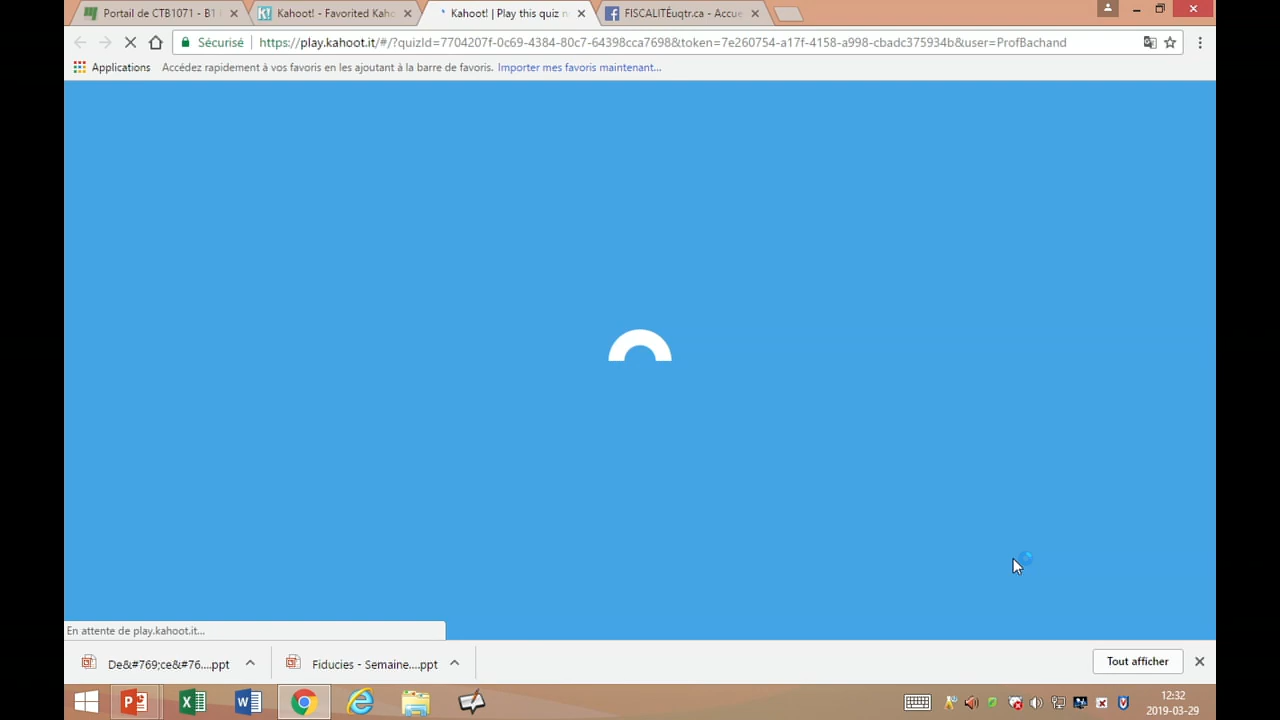 Portail de CTB1071 - B1
Kahoot! - Favorited Kaho
Kahoot! | Play this quiz n
FISCALITÉuqtr.ca - Accue
Sécurisé
https://play.kahoot.it/#/?quizId=7704207f-0c69-4384-80c7-64398cca7698&token=7e260754-a17f-4158-a998-cbadc375934b&user=ProfBachand
Applications
Accédez rapidement à vos favoris en les ajoutant à la barre de favoris. Importer mes favoris maintenant...
En attente de play.kahoot.it...
De&#769;ce&#76....ppt
Fiducies - Semaine....ppt
Tout afficher
12:32
2019-03-29